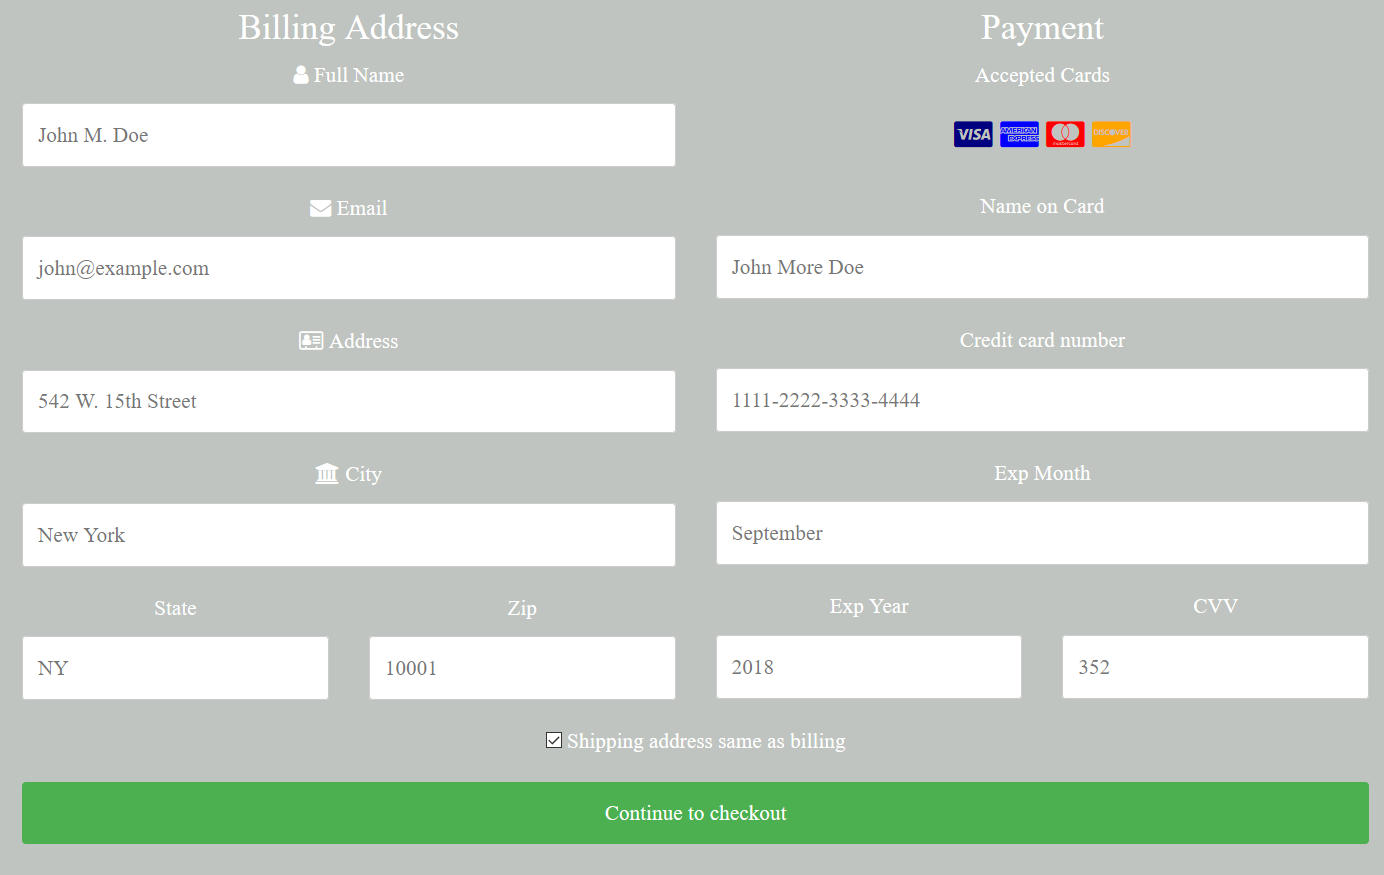 Billing Address
Full Name
John M. Doe
Email
john@example.com
Address
542 W. 15th Street
City
New York
State
Zip
NY
10001
Payment
Accepted Cards
VISA
AMERICAN
EXPRESS
mastercard
DISCOVER
Name on Card
John More Doe
Credit card number
1111-2222-3333-4444
Exp Month
September
Exp Year
CVV
2018
352
Shipping address same as billing
Continue to checkout